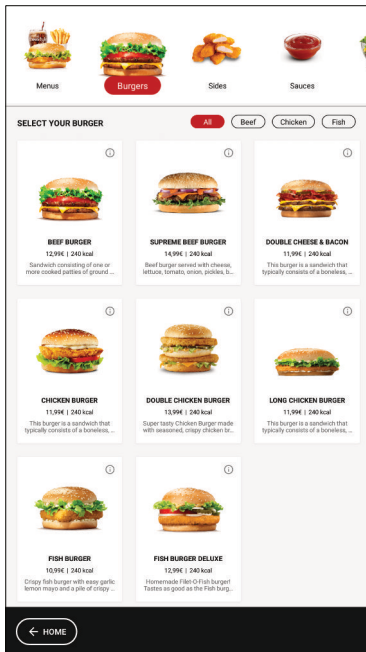 Menus
Burgers
Sides
Sauces
SELECT YOUR BURGER
All
Beef
Chicken
Fish
BEEF BURGER
12,99€ | 240 kcal
Sandwich consisting of one or
more cooked patties of ground ...
SUPREME BEEF BURGER
14,99€ | 240 kcal
Beef burger served with cheese,
lettuce, tomato, onion, pickles, b...
DOUBLE CHEESE & BACON
11,99€ | 240 kcal
This burger is a sandwich that
typically consists of a boneless, ...
CHICKEN BURGER
11,99€ | 240 kcal
This burger is a sandwich that
typically consists of a boneless, ...
DOUBLE CHICKEN BURGER
13,99€ | 240 kcal
Super tasty Chicken Burger made
with seasoned, crispy chicken br...
LONG CHICKEN BURGER
11,99€ | 240 kcal
This burger is a sandwich that
typically consists of a boneless, ...
FISH BURGER
10,99€ | 240 kcal
Crispy fish burger with easy garlic
lemon mayo and a pile of crispy ...
FISH BURGER DELUXE
12,99€ | 240 kcal
Homemade Filet-O-Fish burger!
Tastes as good as the Fish burg...
← HOME